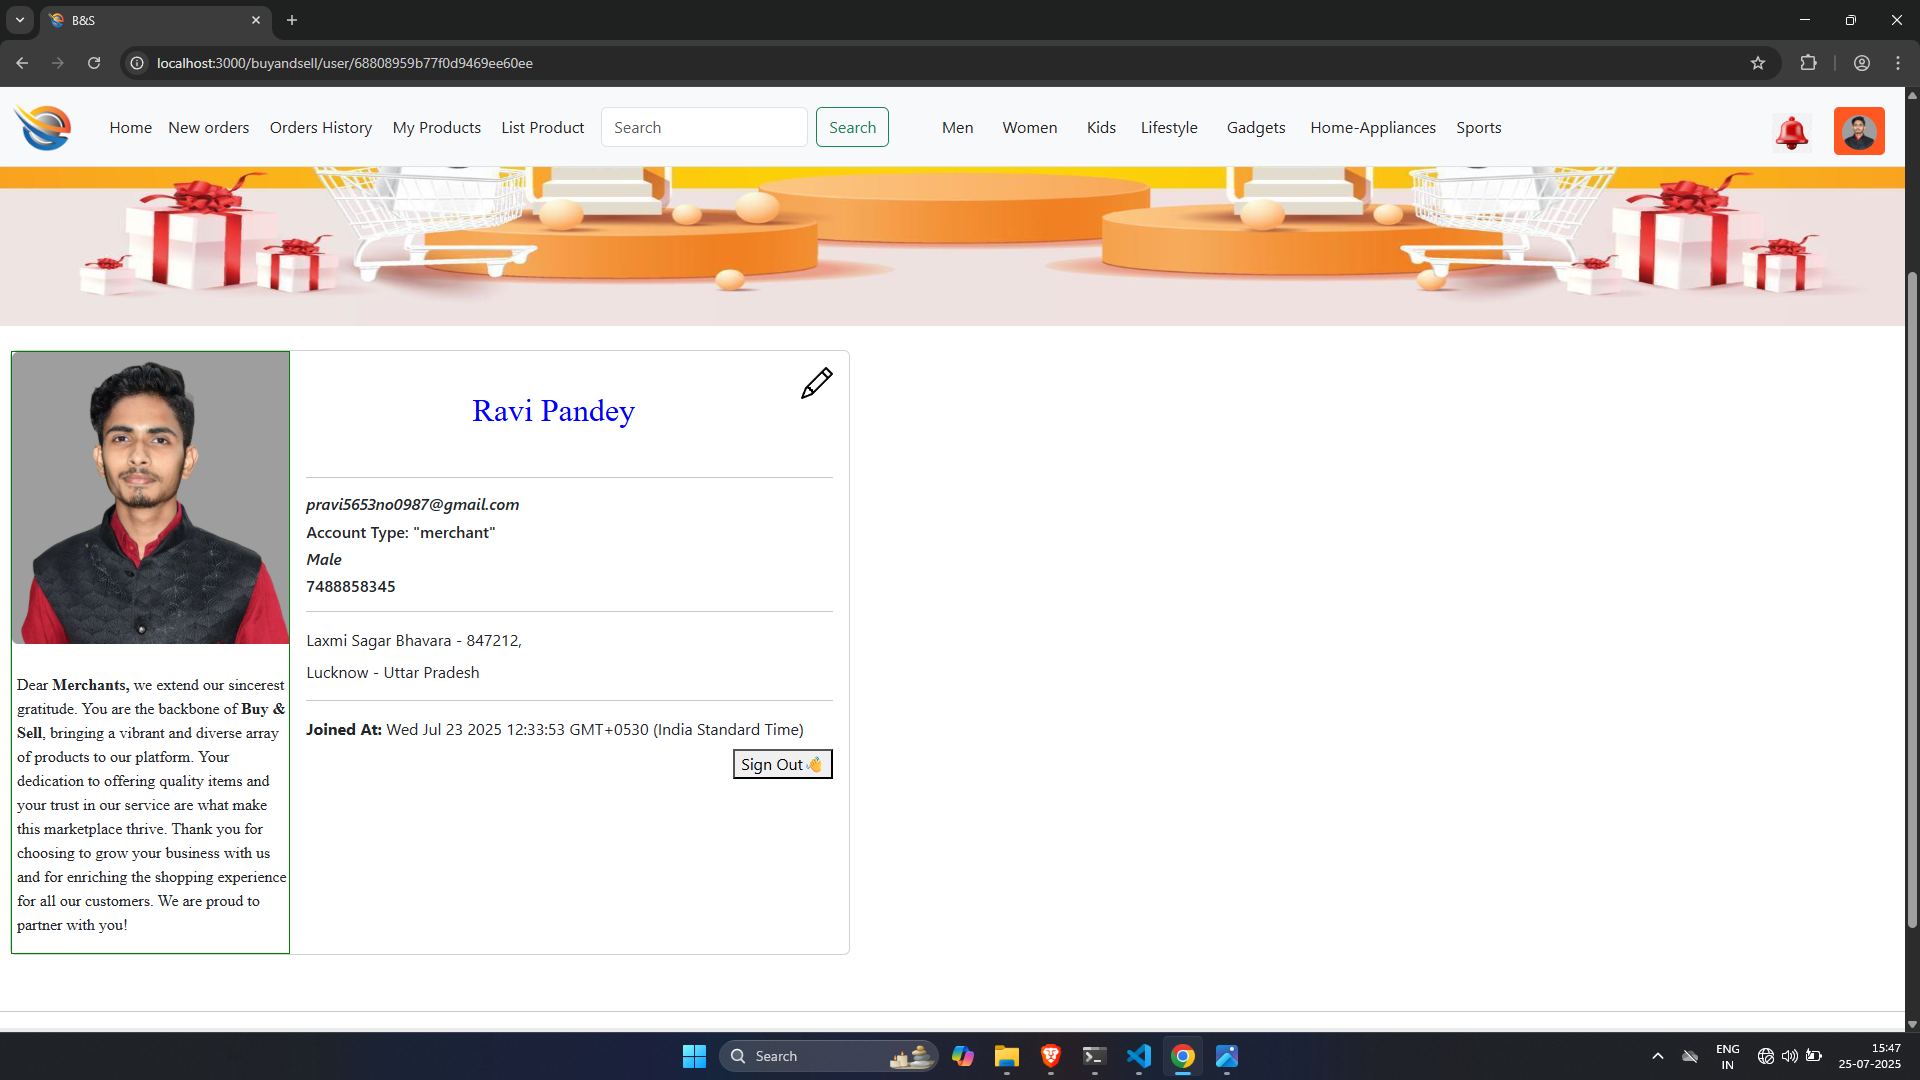 B&S
localhost:3000/buyandsell/user/68808959b77f0d9469ee60ee
Home New orders Orders History My Products List Product Search Search Men Women Kids Lifestyle Gadgets Home-Appliances Sports
Ravi Pandey
pravi5653no0987@gmail.com
Account Type: "merchant"
Male
7488858345
Laxmi Sagar Bhavara - 847212,
Lucknow - Uttar Pradesh
Joined At: Wed Jul 23 2025 12:33:53 GMT+0530 (India Standard Time)
Sign Out👋
Dear Merchants, we extend our sincerest
gratitude. You are the backbone of Buy &
Sell, bringing a vibrant and diverse array
of products to our platform. Your
dedication to offering quality items and
your trust in our service are what make
this marketplace thrive. Thank you for
choosing to grow your business with us
and for enriching the shopping experience
for all our customers. We are proud to
partner with you!
Search
ENG
IN
15:47
25-07-2025